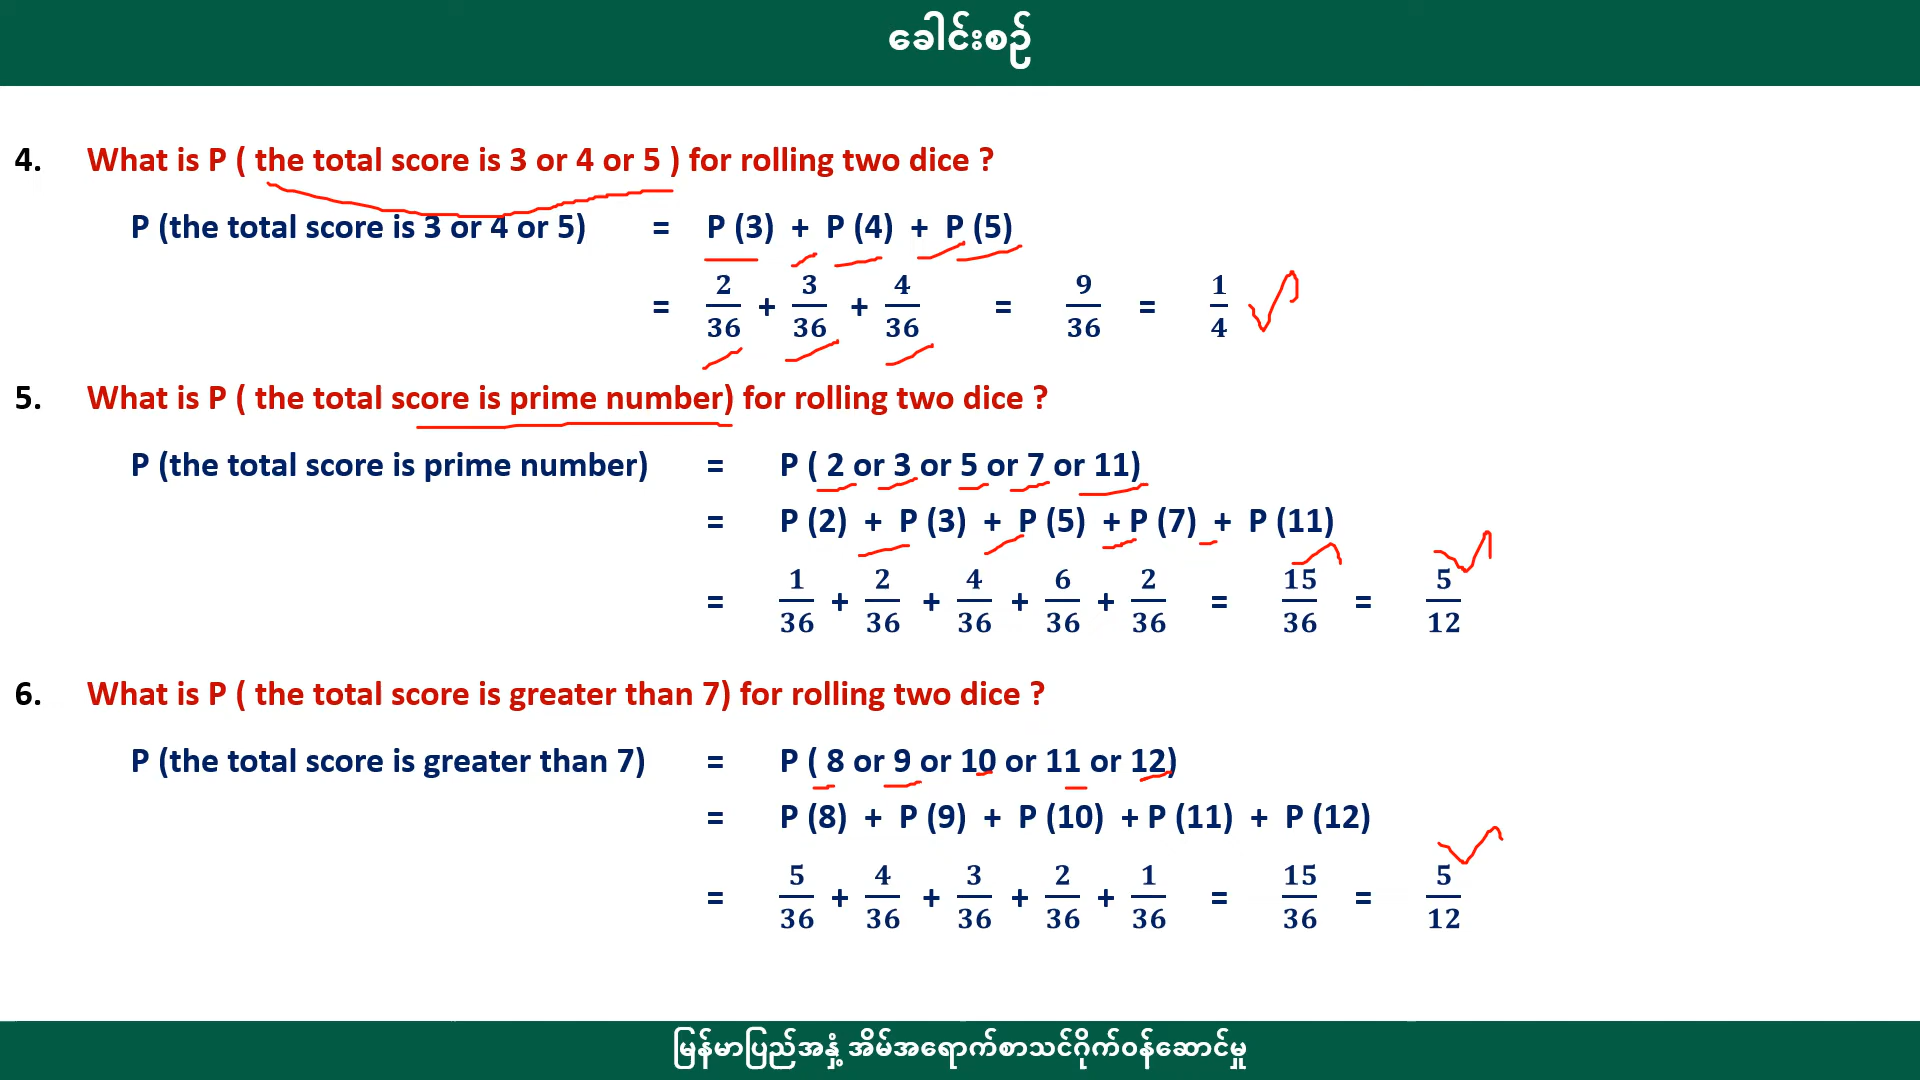 ခေါင်းစဉ်
4. What is P ( the total score is 3 or 4 or 5 ) for rolling two dice ?
P (the total score is 3 or 4 or 5) = P (3) + P (4) + P (5)
= 2/36 + 3/36 + 4/36 = 9/36 = 1/4
5. What is P ( the total score is prime number) for rolling two dice ?
P (the total score is prime number) = P ( 2 or 3 or 5 or 7 or 11)
= P (2) + P (3) + P (5) + P (7) + P (11)
= 1/36 + 2/36 + 4/36 + 6/36 + 2/36 = 15/36 = 5/12
6. What is P ( the total score is greater than 7) for rolling two dice ?
P (the total score is greater than 7) = P ( 8 or 9 or 10 or 11 or 12)
= P (8) + P (9) + P (10) + P (11) + P (12)
= 5/36 + 4/36 + 3/36 + 2/36 + 1/36 = 15/36 = 5/12
မြန်မာပြည်အနှံ့ အိမ်အရောက်စာသင်ဂိုက်ဝန်ဆောင်မှု